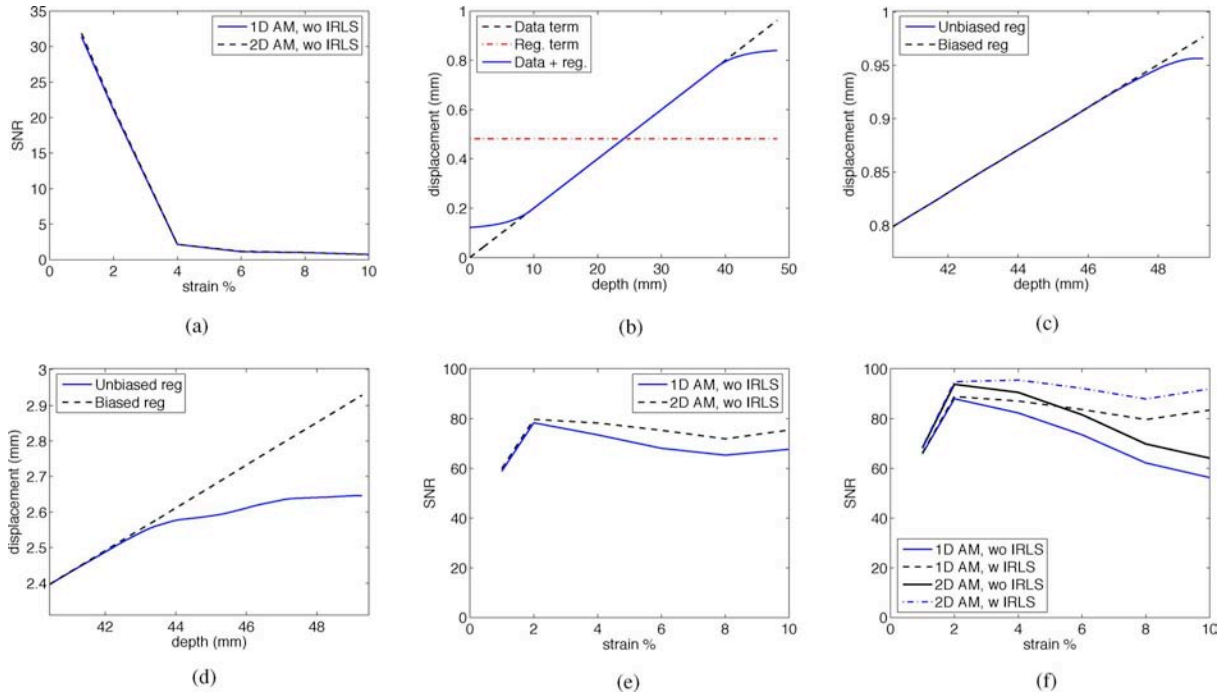 35
30
25
20
15
10
5
0
SNR
0 2 4 6 8 10
strain %
1D AM, wo IRLS
2D AM, wo IRLS
(a)
1
0.8
0.6
0.4
0.2
0
displacement (mm)
0 10 20 30 40 50
depth (mm)
Data term
Reg. term
Data + reg.
(b)
1
0.95
0.9
0.85
0.8
displacement (mm)
42 44 46 48
depth (mm)
Unbiased reg
Biased reg
(c)
3
2.9
2.8
2.7
2.6
2.5
2.4
displacement (mm)
42 44 46 48
depth (mm)
Unbiased reg
Biased reg
(d)
100
80
60
40
20
0
SNR
0 2 4 6 8 10
strain %
1D AM, wo IRLS
2D AM, wo IRLS
(e)
100
80
60
40
20
0
SNR
0 2 4 6 8 10
strain %
1D AM, wo IRLS
1D AM, w IRLS
2D AM, wo IRLS
2D AM, w IRLS
(f)